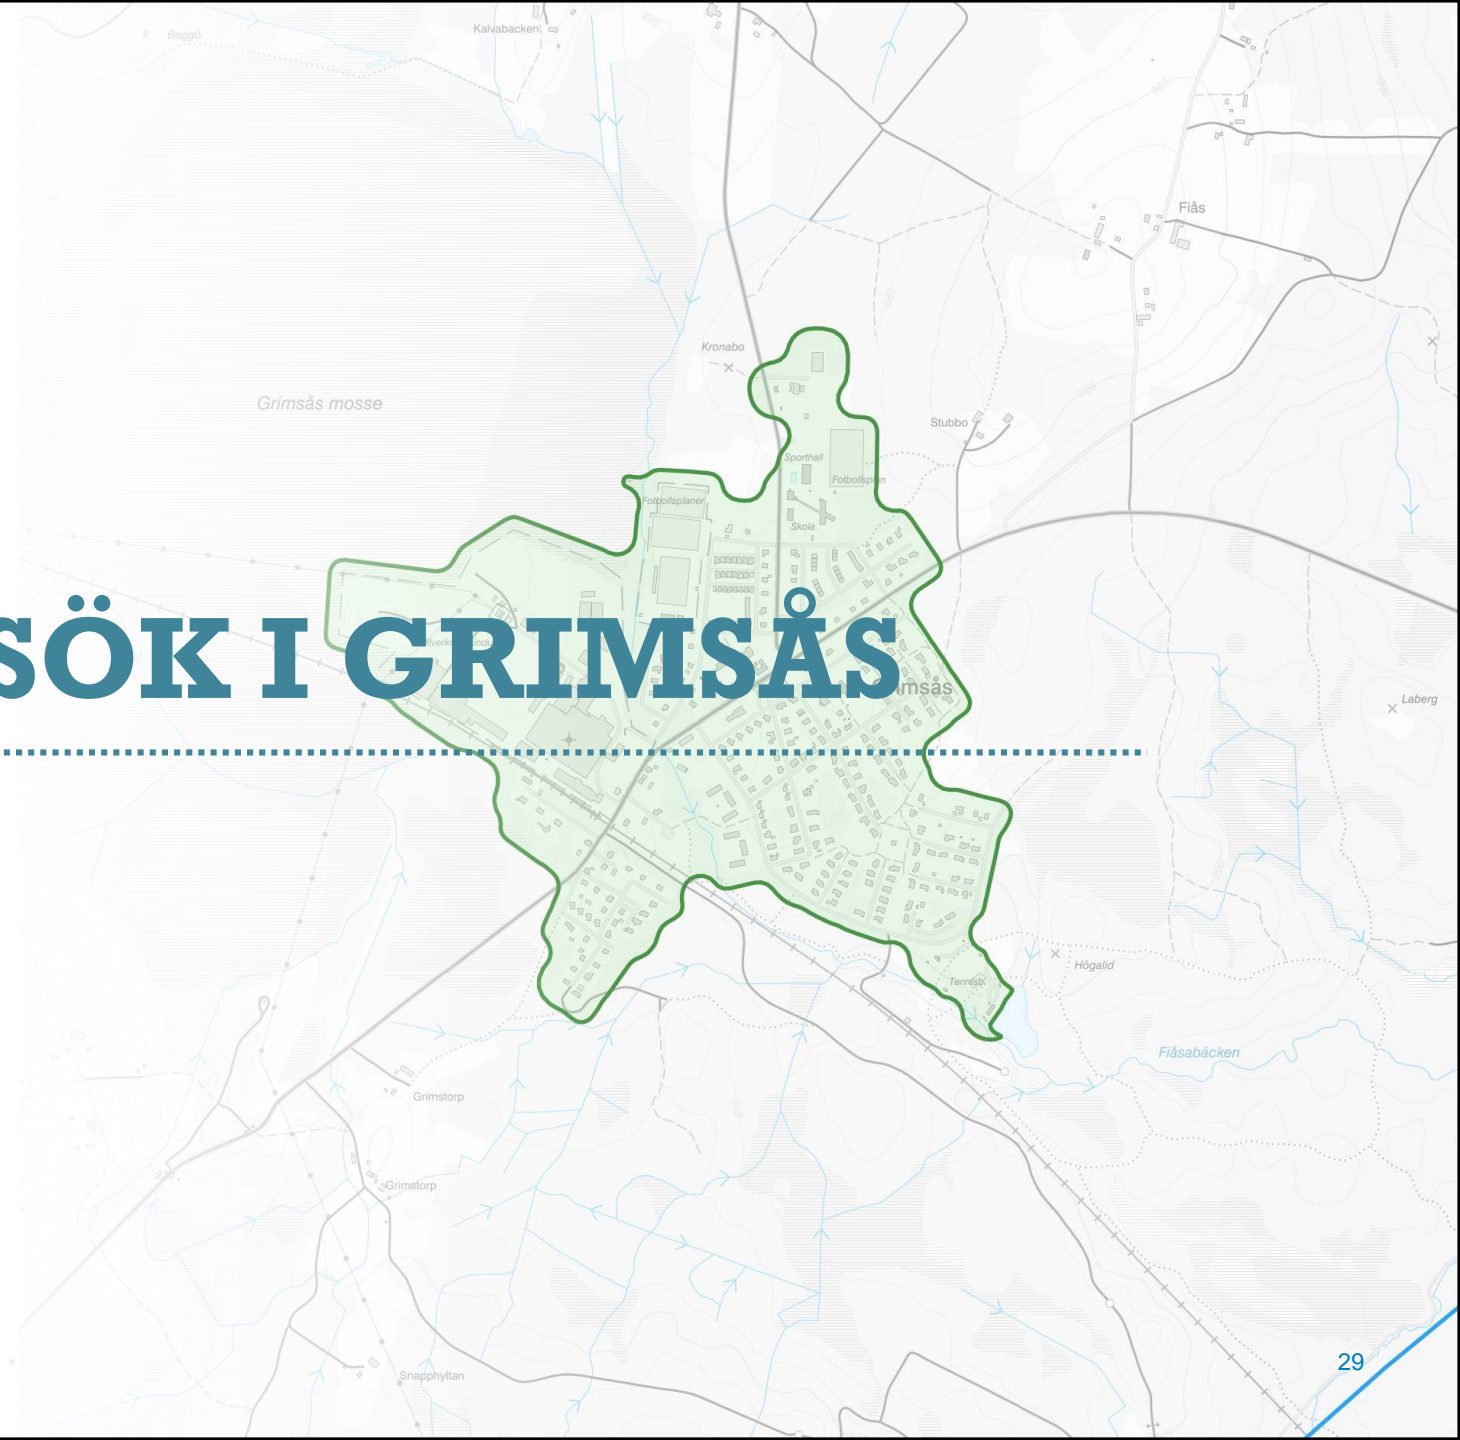 Baggö
Kalvabacken
Fiås
Kronabo
Grimsås mosse
Stubbo
Sporthall
Fotbollsplan
Fotbollsplaner
Skola
SÖK I GRIMSÅS
Laberg
Högalid
Tennisb.
Fiåsabäcken
Grimstorp
Grimstorp
Snapphyltan
29